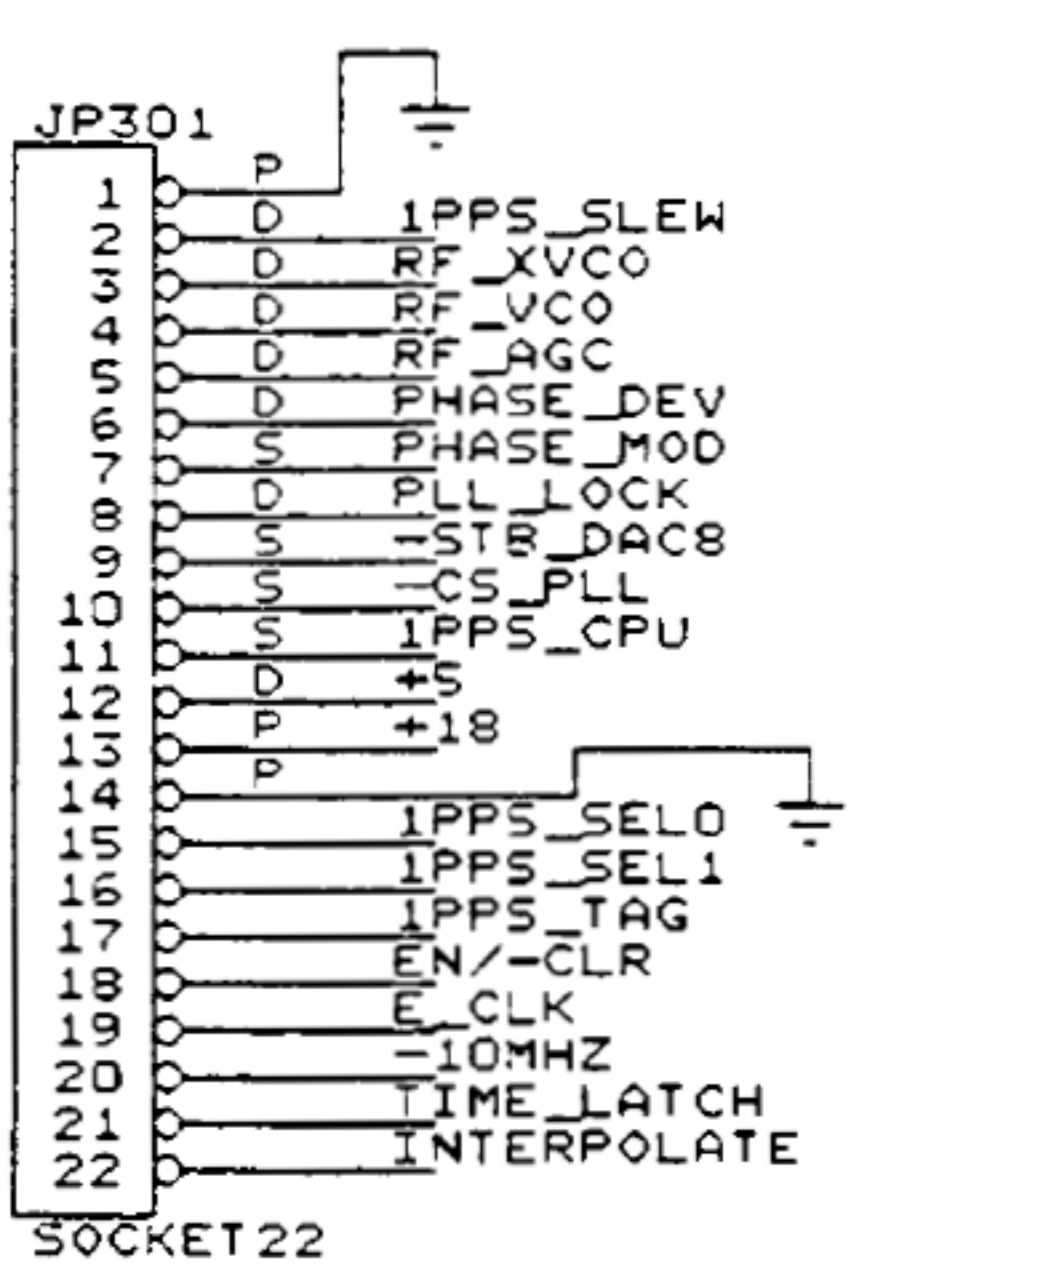 JP301
P
1
D 1PPS_SLEW
2
D RF_XVCO
3
D RF_VCO
4
D RF_AGC
5
D PHASE_DEV
6
S PHASE_MOD
7
D PLL_LOCK
8
S -STR_DAC8
9
S -CS_PLL
10
S 1PPS_CPU
11
D +5
12
P +18
13
P
14
1PPS_SEL0
15
1PPS_SEL1
16
1PPS_TAG
17
EN/-CLR
18
E_CLK
19
-10MHZ
20
TIME_LATCH
21
INTERPOLATE
22
SOCKET22